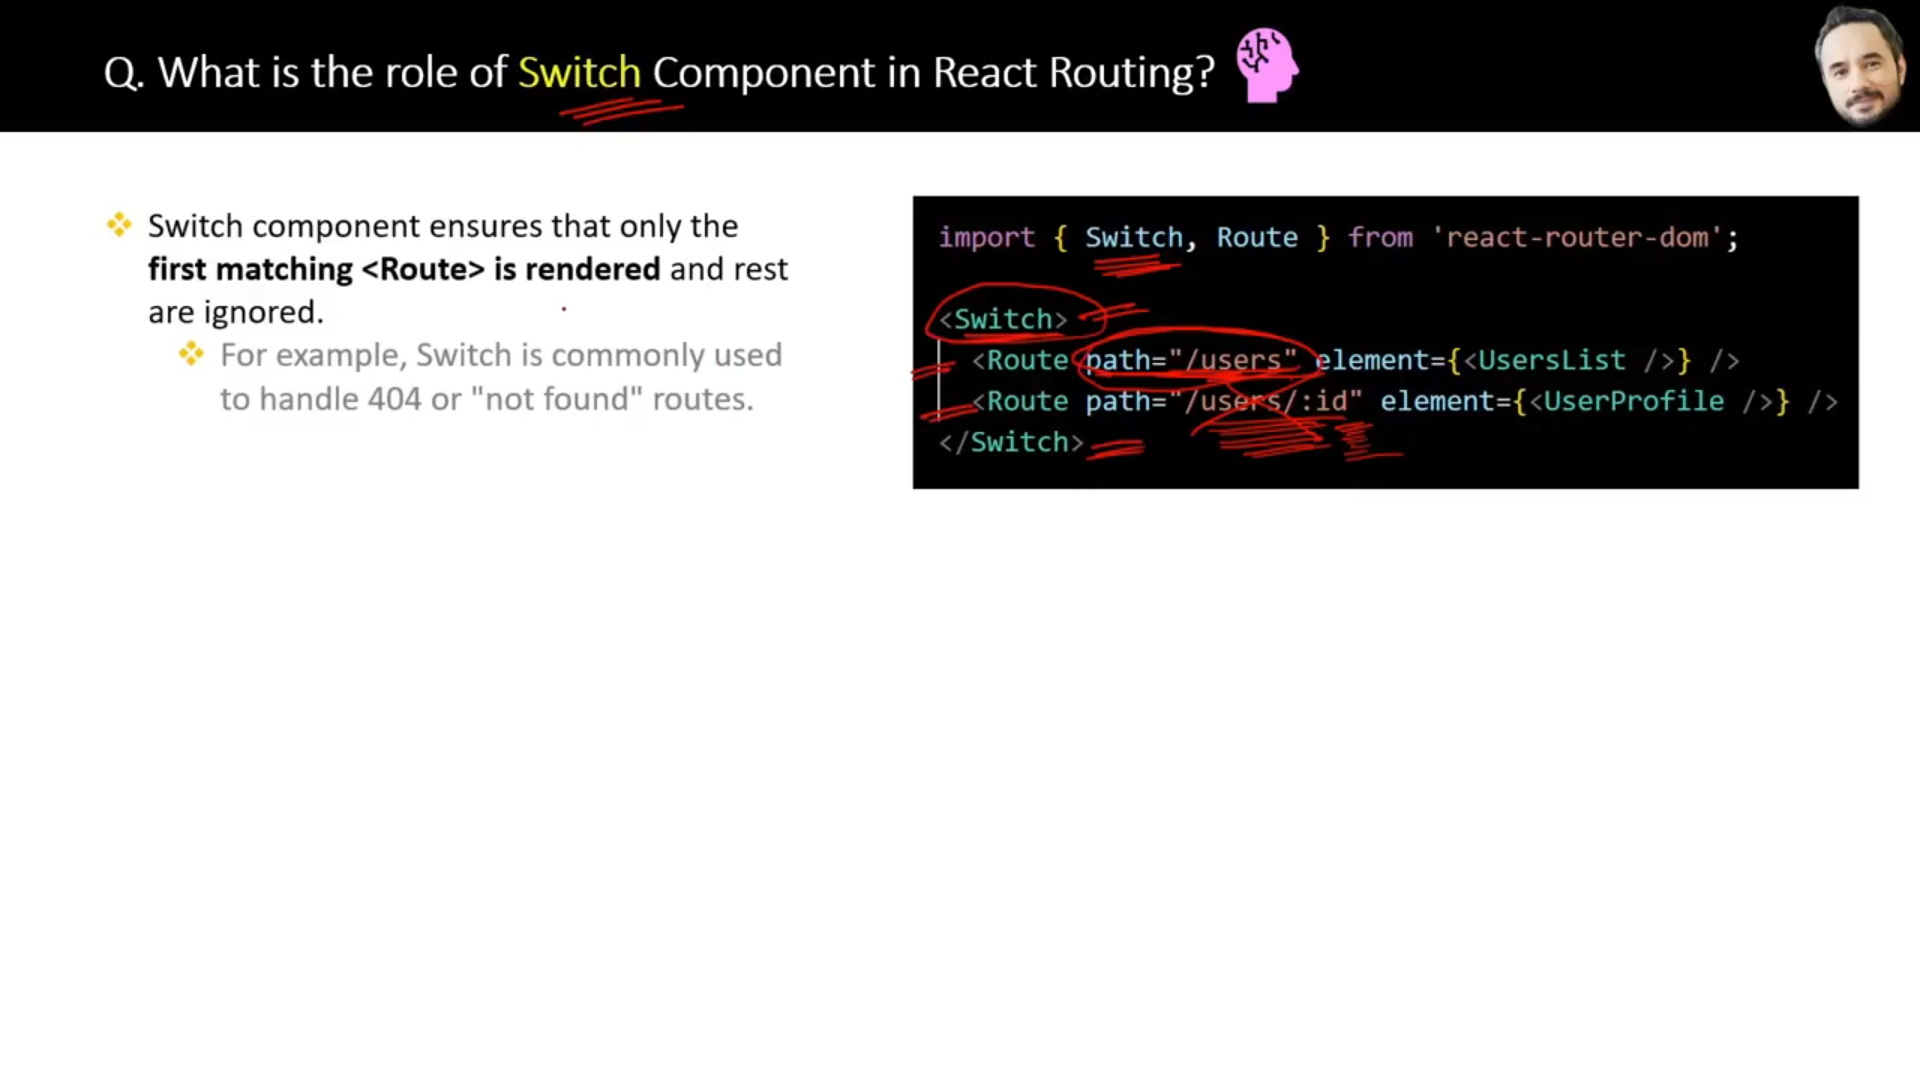 Q. What is the role of Switch Component in React Routing?
Switch component ensures that only the
first matching <Route> is rendered and rest
are ignored.
For example, Switch is commonly used
to handle 404 or "not found" routes.
import { Switch, Route } from 'react-router-dom';
<Switch>
<Route path="/users" element={<UsersList />} />
<Route path="/users/:id" element={<UserProfile />} />
</Switch>